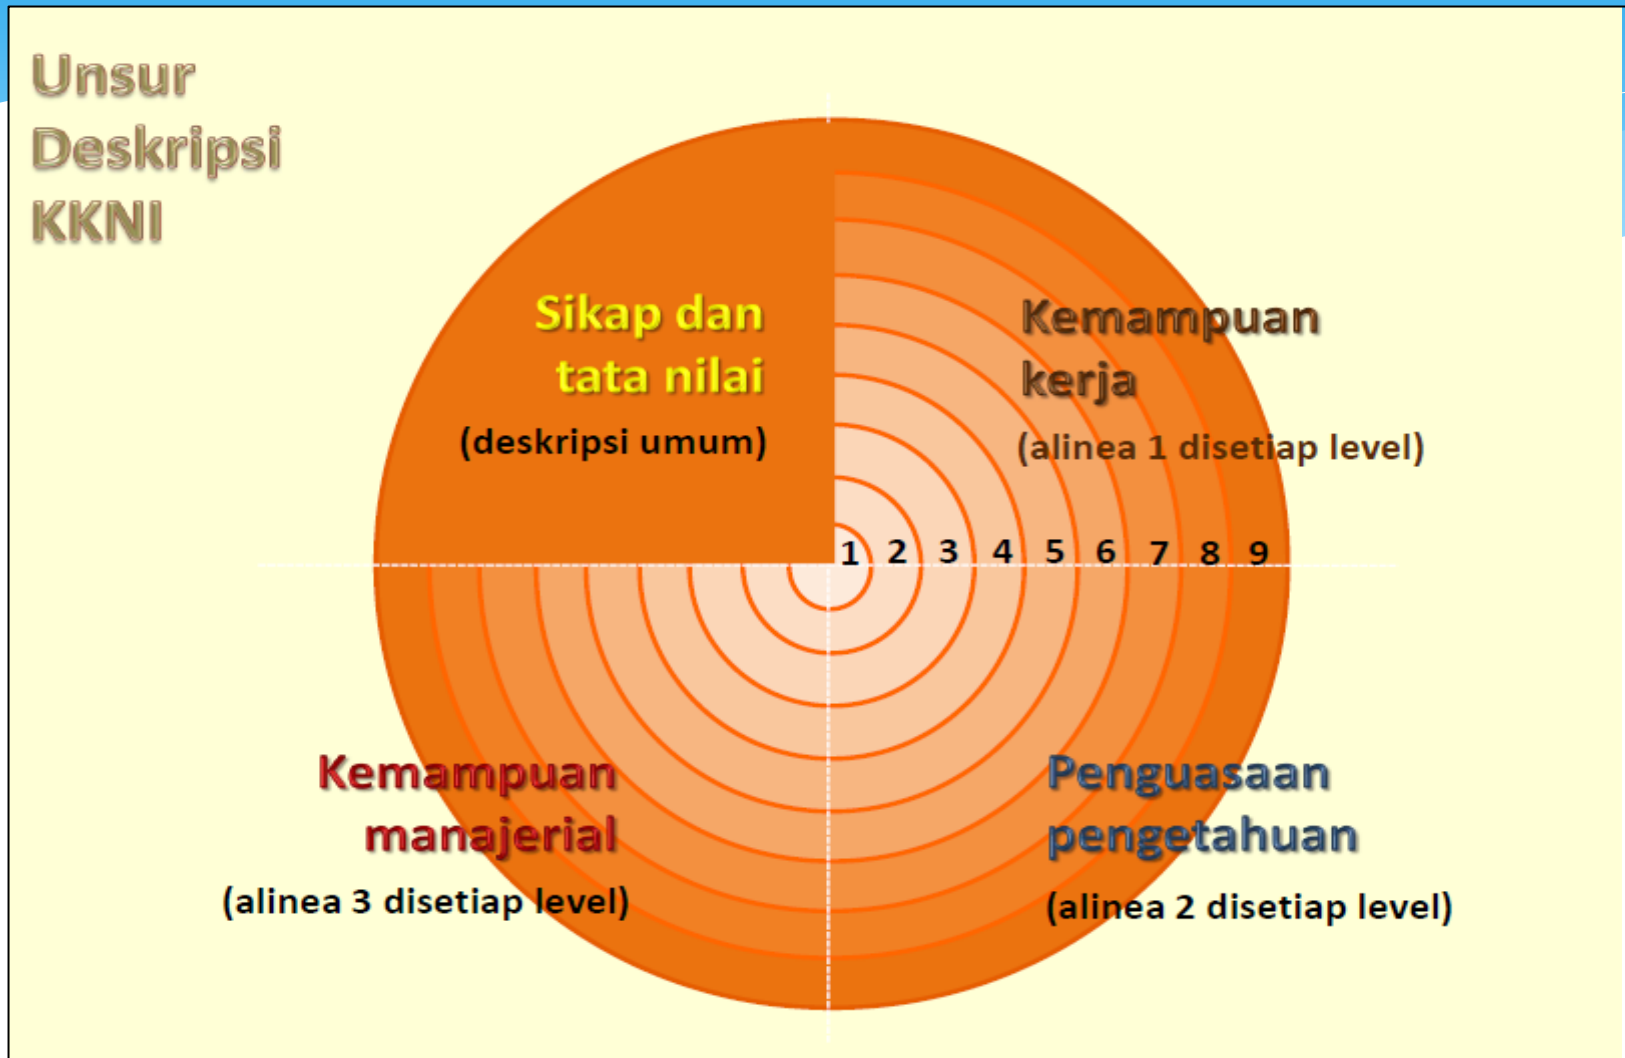 Unsur
Deskripsi
KKNI
Sikap dan
tata nilai
(deskripsi umum)
Kemampuan
kerja
(alinea 1 disetiap level)
1 2 3 4 5 6 7 8 9
Kemampuan
manajerial
(alinea 3 disetiap level)
Penguasaan
pengetahuan
(alinea 2 disetiap level)